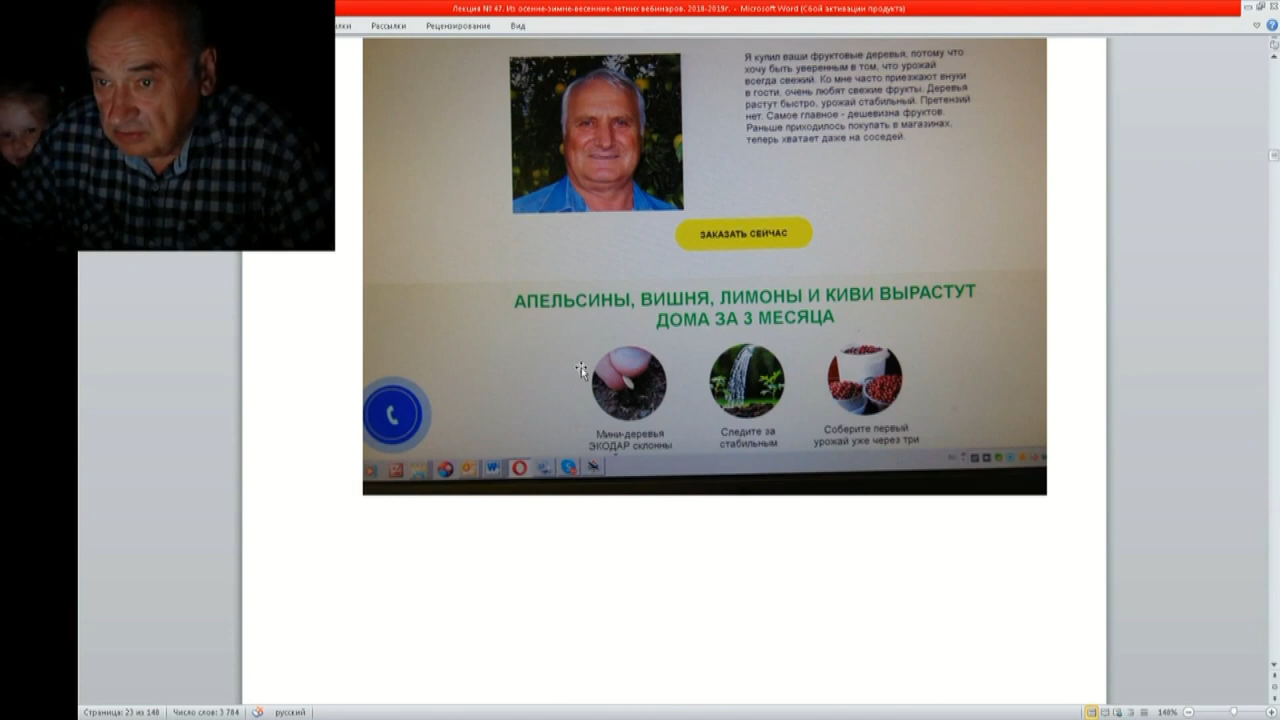 Лекция № 47. Из осенне-зимне-весенне-летних вебинаров. 2018-2019г. - Microsoft Word (Сбой активации продукта)
Рассылки
Рецензирование
Вид
Я купил ваши фруктовые деревья, потому что
хочу быть уверенным в том, что урожай
всегда свежий. Ко мне часто приезжают внуки
в гости, очень любят свежие фрукты. Деревья
растут быстро, урожай стабильный. Претензий
нет. Самое главное - дешевизна фруктов.
Раньше приходилось покупать в магазинах,
теперь хватает даже на соседей.
ЗАКАЗАТЬ СЕЙЧАС
АПЕЛЬСИНЫ, ВИШНЯ, ЛИМОНЫ И КИВИ ВЫРАСТУТ
ДОМА ЗА 3 МЕСЯЦА
Мини-деревья
ЭКОДАР склонны
Следите за
стабильным
Соберите первый
урожай уже через три
Страница: 23 из 148
Число слов: 3 784
русский
148%